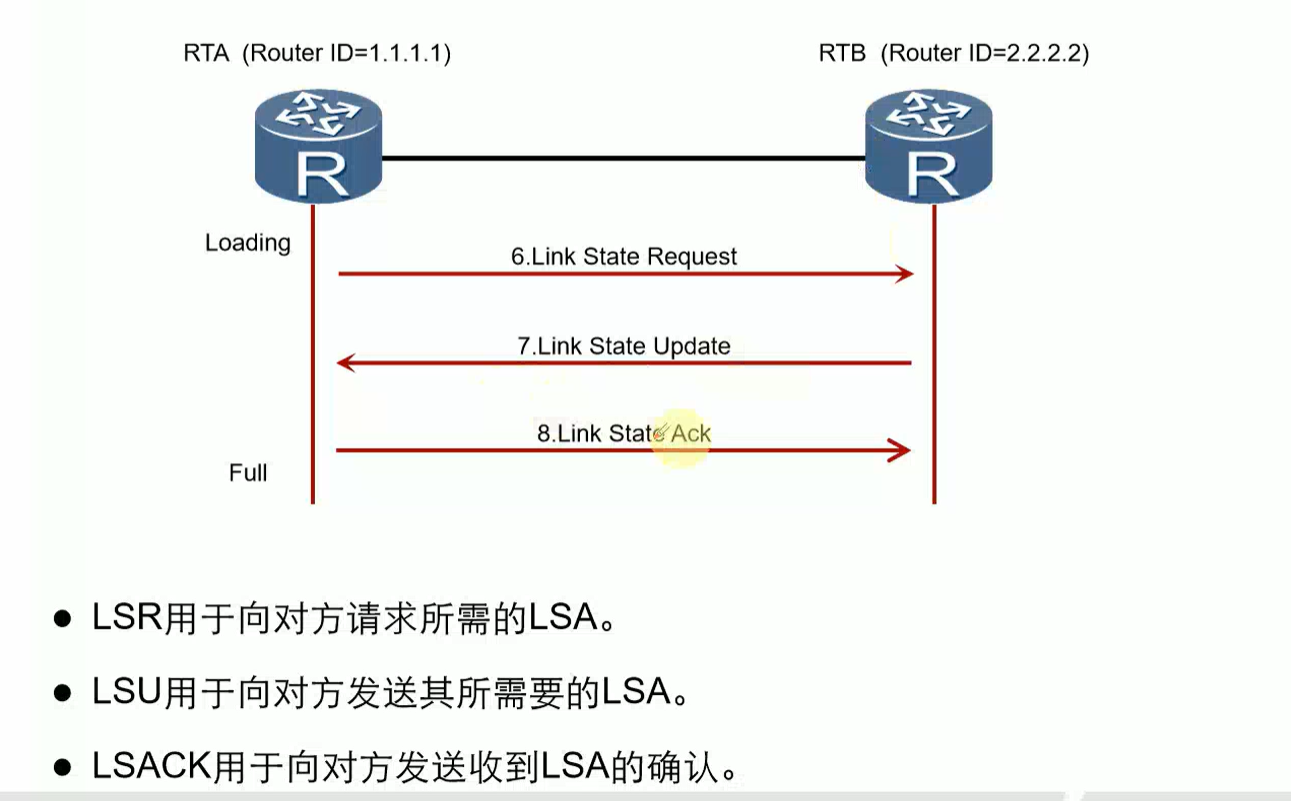 RTA (Router ID=1.1.1.1)
RTB (Router ID=2.2.2.2)
R
R
Loading
6.Link State Request
7.Link State Update
8.Link State Ack
Full
● LSR用于向对方请求所需的LSA。
● LSU用于向对方发送其所需要的LSA。
● LSACK用于向对方发送收到LSA的确认。